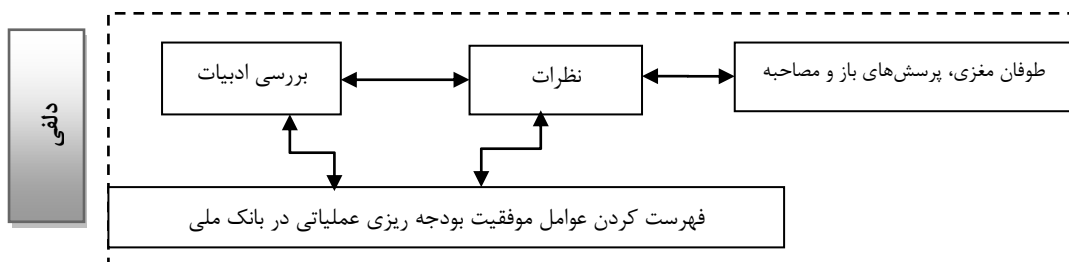 طوفان مغزی، پرسش‌های باز و مصاحبه
نظرات
بررسی ادبیات
دلفی
فهرست کردن عوامل موفقیت بودجه ریزی عملیاتی در بانک ملی